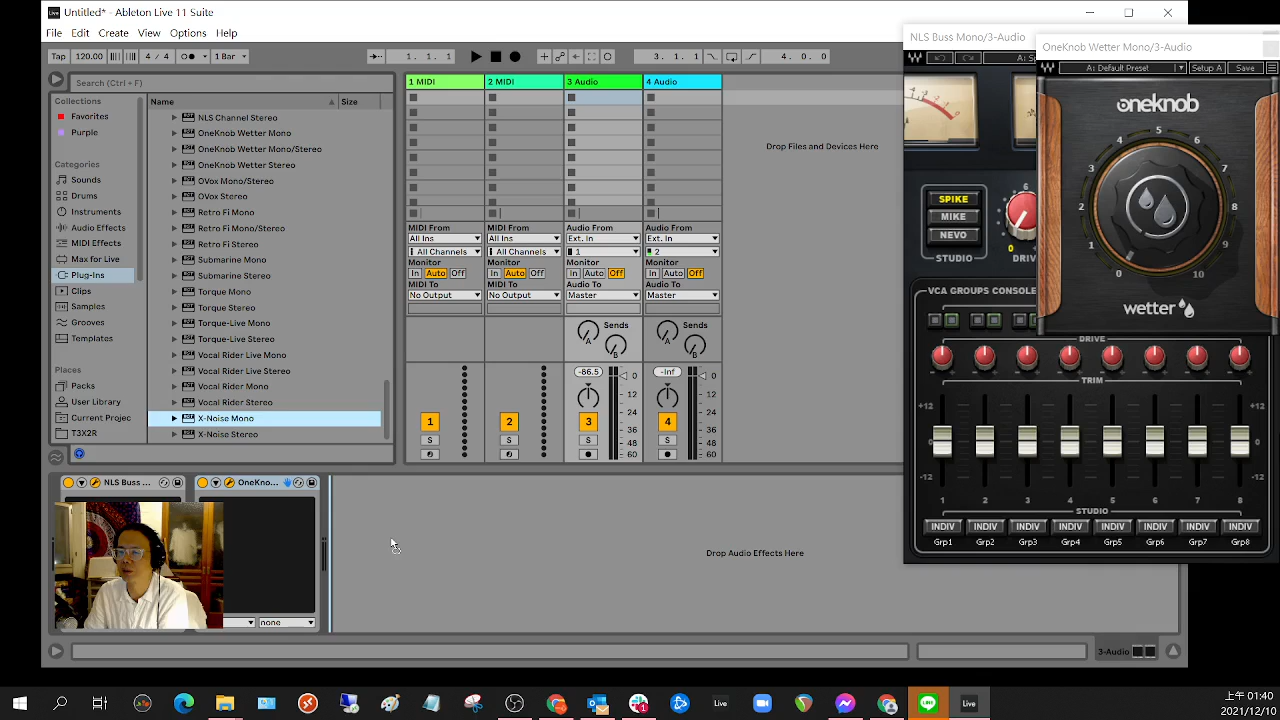 Untitled* - Ableton Live 11 Suite
File Edit Create View Options Help
Tap 120.00 4 / 4 1 Bar 1. 1. 1 3. 1. 1 4. 0. 0
Search (Ctrl + F)
Collections
Favorites
Purple
Categories
Sounds
Drums
Instruments
Audio Effects
MIDI Effects
Max for Live
Plug-Ins
Clips
Samples
Grooves
Templates
Places
Packs
User Library
Current Projec
T3X2R
Name Size
NLS Channel Stereo
OneKnob Wetter Mono
OneKnob Wetter Mono/Stereo
OneKnob Wetter Stereo
OVox Mono/Stereo
OVox Stereo
Retro Fi Mono
Retro Fi Mono/Stereo
Retro Fi Stereo
Submarine Mono
Submarine Stereo
Torque Mono
Torque Stereo
Torque-Live Mono
Torque-Live Stereo
Vocal Rider Live Mono
Vocal Rider Live Stereo
Vocal Rider Mono
Vocal Rider Stereo
X-Noise Mono
X-Noise Stereo
1 MIDI 2 MIDI 3 Audio 4 Audio
Drop Files and Devices Here
MIDI From MIDI From Audio From Audio From
All Ins All Ins Ext. In Ext. In
All Channels All Channels 1 2
Monitor Monitor Monitor Monitor
In Auto Off In Auto Off In Auto Off In Auto Off
MIDI To MIDI To Audio To Audio To
No Output No Output Master Master
Sends Sends
A A
B B
-86.5 0 -Inf 0
12 12
24 24
1 2 3 36 4 36
S S S 48 S 48
60 60
NLS Buss ... OneKno...
none
Drop Audio Effects Here
3-Audio
NLS Buss Mono/3-Audio
A: S
SPIKE
MIKE
NEVO
STUDIO
6
0
DRIV
VCA GROUPS CONSOLE
DRIVE
TRIM
+12 +12
0 0
-12 -12
1 2 3 4 5 6 7 8
STUDIO
INDIV INDIV INDIV INDIV INDIV INDIV INDIV INDIV
Grp1 Grp2 Grp3 Grp4 Grp5 Grp6 Grp7 Grp8
OneKnob Wetter Mono/3-Audio
A: Default Preset Setup A Save
oneknob
0 1 2 3 4 5 6 7 8 9 10
wetter
Live
LINE
Live
上午 01:40
2021/12/10